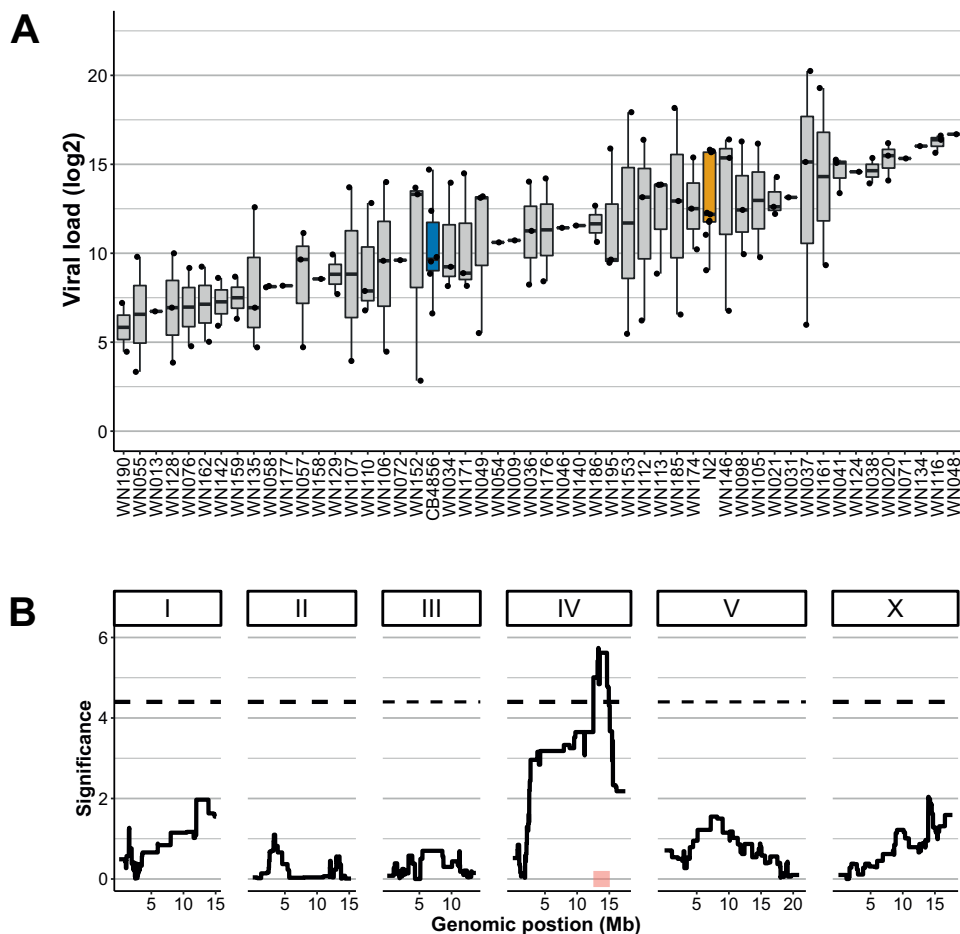 A
Viral load (log2)
20
15
10
5
0
WN190
WN055
WN013
WN128
WN076
WN162
WN142
WN159
WN135
WN058
WN177
WN057
WN158
WN129
WN107
WN110
WN106
WN072
WN152
CB4856
WN034
WN171
WN049
WN054
WN009
WN036
WN176
WN046
WN140
WN186
WN195
WN153
WN112
WN113
WN185
WN174
N2
WN146
WN098
WN105
WN021
WN031
WN037
WN161
WN041
WN124
WN038
WN020
WN071
WN134
WN116
WN048
B
I II III IV V X
Significance
6
4
2
0
5 10 15 5 10 15 5 10 5 10 15 5 10 15 20 5 10 15
Genomic postion (Mb)